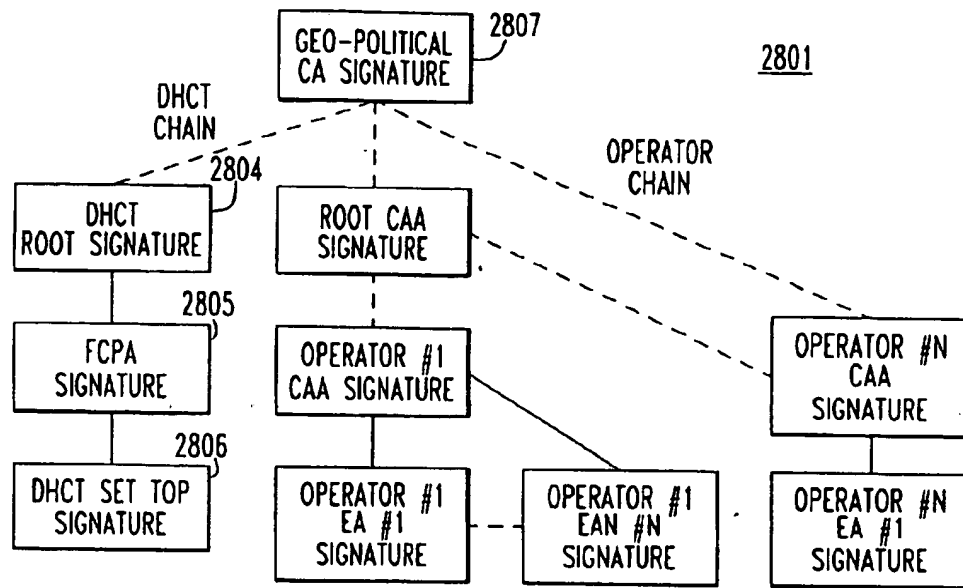 GEO-POLITICAL
CA SIGNATURE
2807
2801
DHCT
CHAIN
OPERATOR
CHAIN
2804
DHCT
ROOT SIGNATURE
ROOT CAA
SIGNATURE
2805
FCPA
SIGNATURE
OPERATOR #1
CAA SIGNATURE
OPERATOR #N
CAA
SIGNATURE
2806
DHCT SET TOP
SIGNATURE
OPERATOR #1
EA #1
SIGNATURE
OPERATOR #1
EAN #N
SIGNATURE
OPERATOR #N
EA #1
SIGNATURE